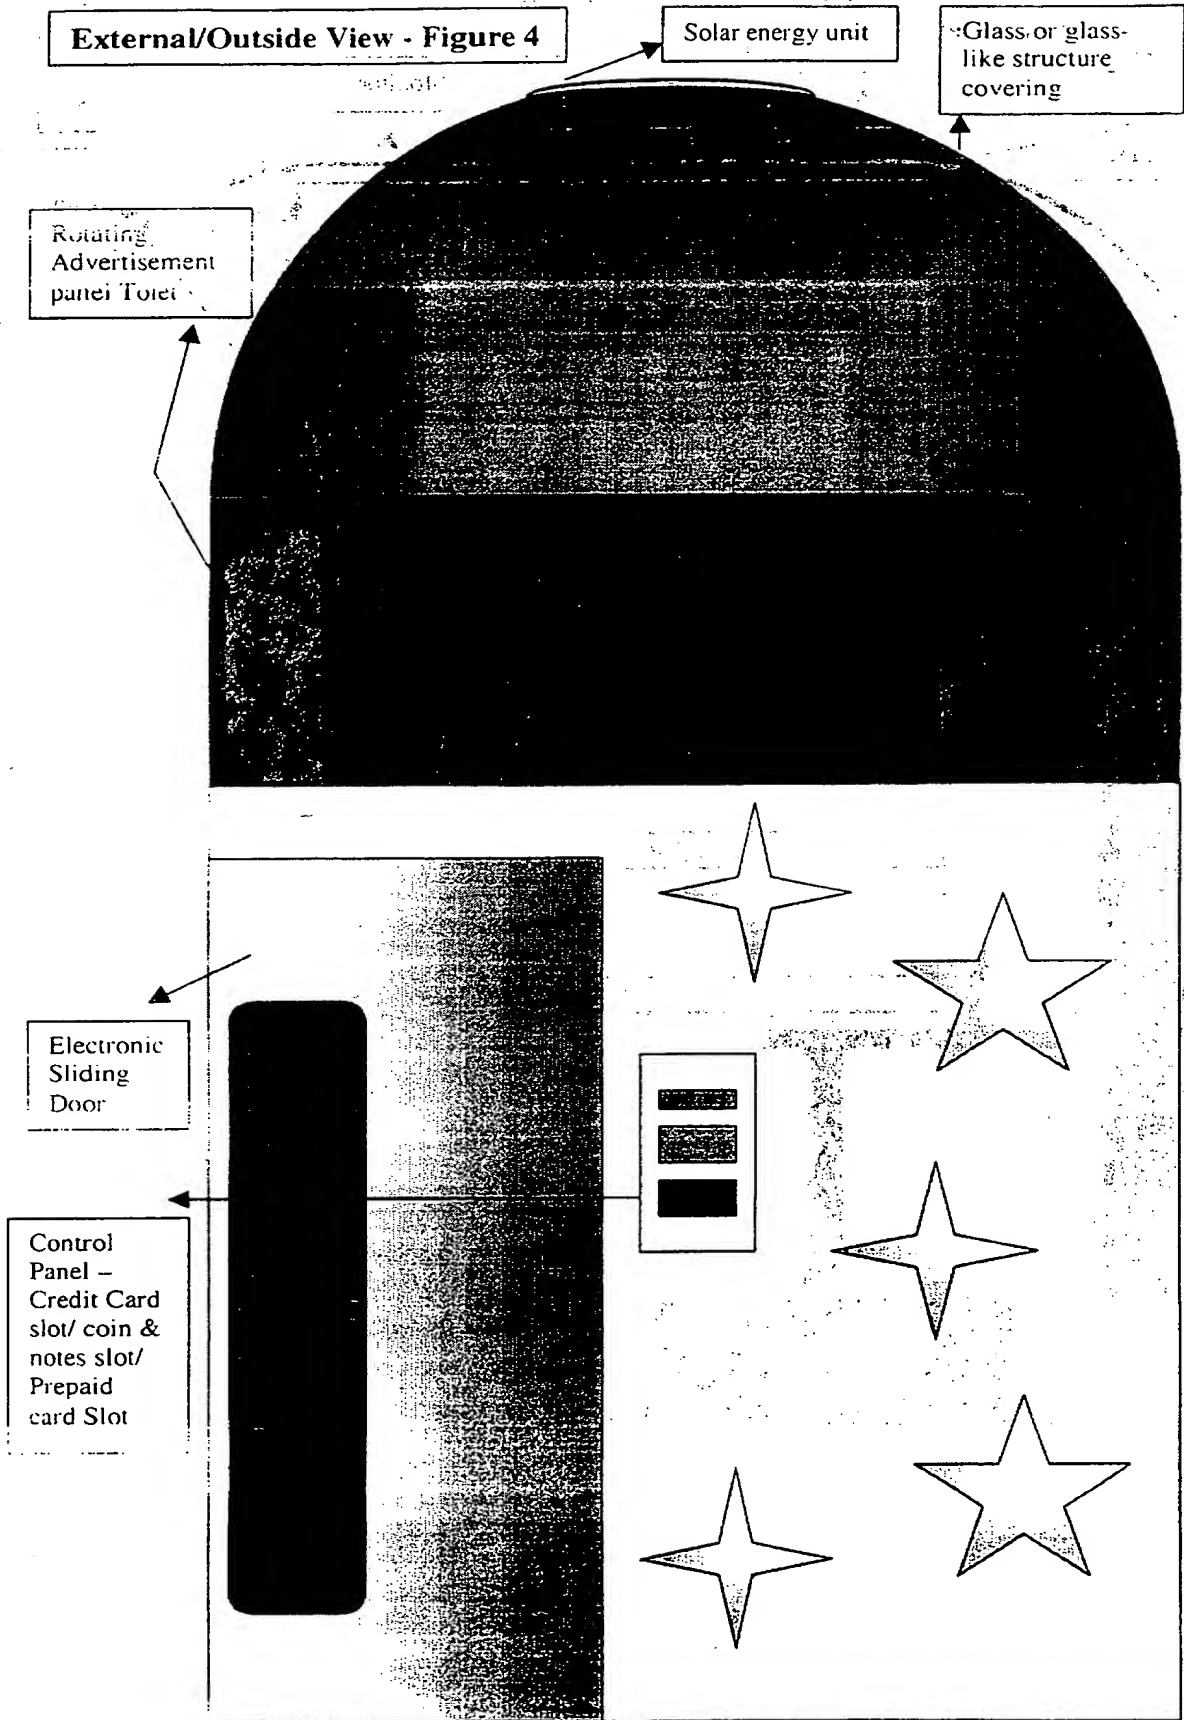 External/Outside View - Figure 4
Solar energy unit
Glass or glass-
like structure
covering
Rotating
Advertisement
panel Tolet
Electronic
Sliding
Door
Control
Panel –
Credit Card
slot/ coin &
notes slot/
Prepaid
card Slot